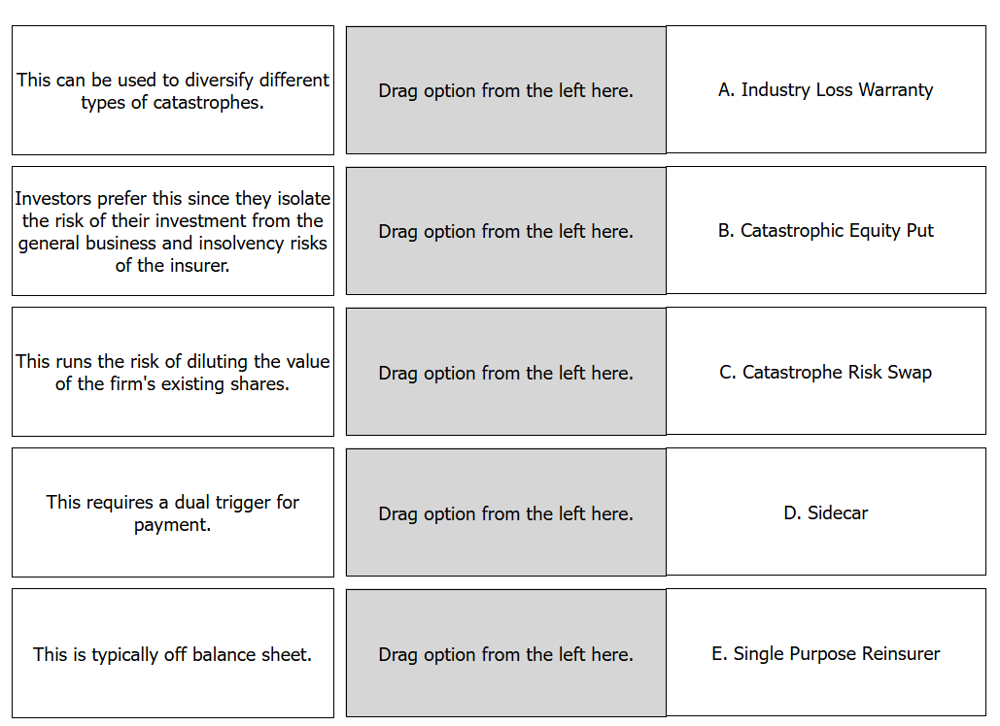 This can be used to diversify different
types of catastrophes.
Drag option from the left here.
A. Industry Loss Warranty
Investors prefer this since they isolate
the risk of their investment from the
general business and insolvency risks
of the insurer.
Drag option from the left here.
B. Catastrophic Equity Put
This runs the risk of diluting the value
of the firm's existing shares.
Drag option from the left here.
C. Catastrophe Risk Swap
This requires a dual trigger for
payment.
Drag option from the left here.
D. Sidecar
This is typically off balance sheet.
Drag option from the left here.
E. Single Purpose Reinsurer